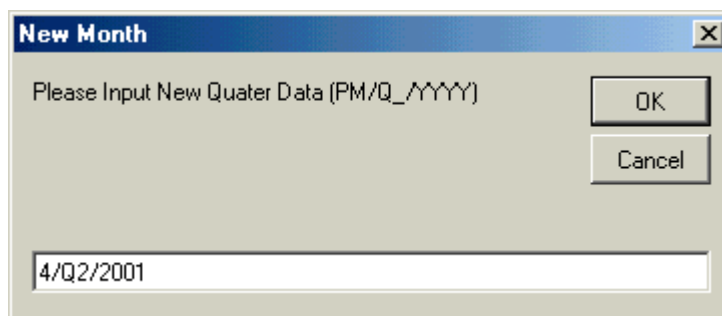 New Month
Please Input New Quater Data (PM/Q_/YYYY)
OK
Cancel
4/Q2/2001